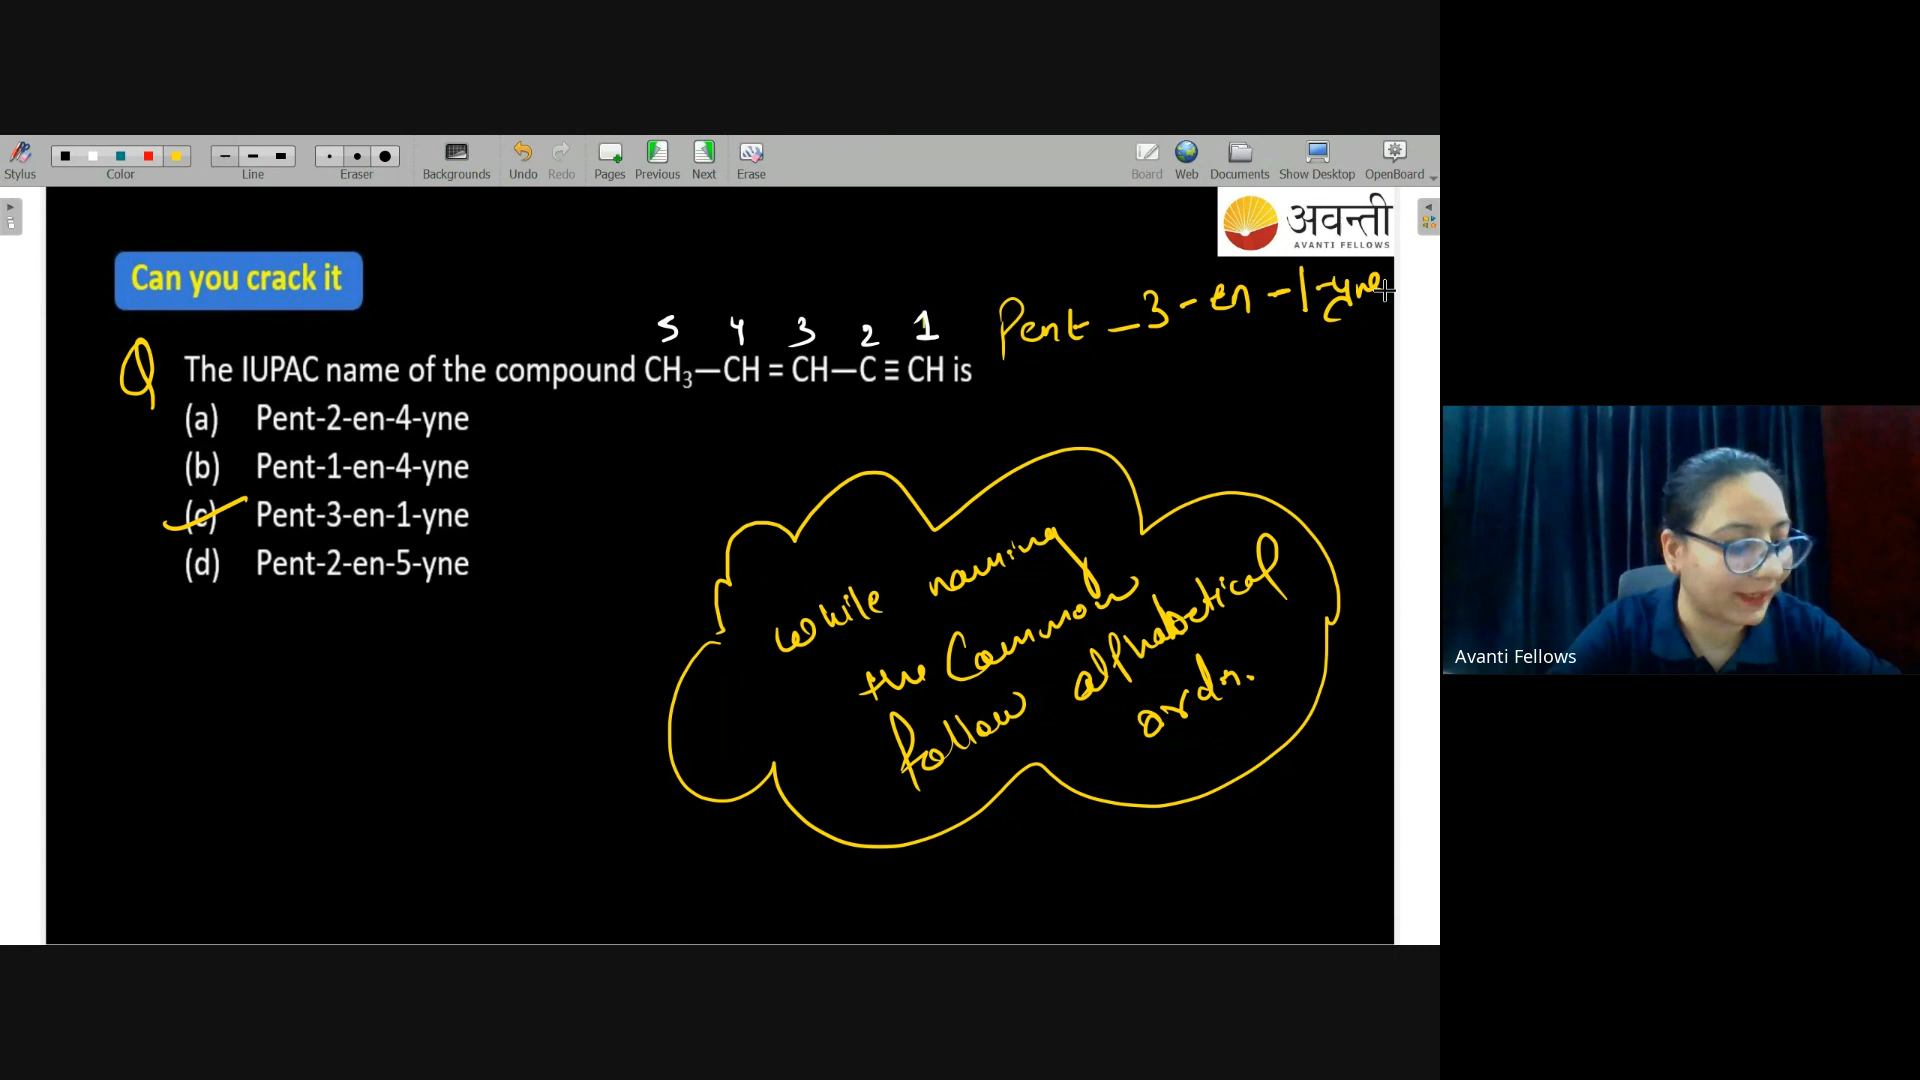 Stylus
Color
Line
Eraser
Backgrounds
Undo
Redo
Pages
Previous
Next
Erase
Board
Web
Documents
Show Desktop
OpenBoard
अवन्ती
AVANTI FELLOWS
Can you crack it
Pent - 3 - en - 1 - yne
5 4 3 2 1
Q The IUPAC name of the compound CH₃—CH = CH—C ≡ CH is
(a) Pent-2-en-4-yne
(b) Pent-1-en-4-yne
(c) Pent-3-en-1-yne
(d) Pent-2-en-5-yne
while naming
the Common
follow alphabetical
ordr.
Avanti Fellows